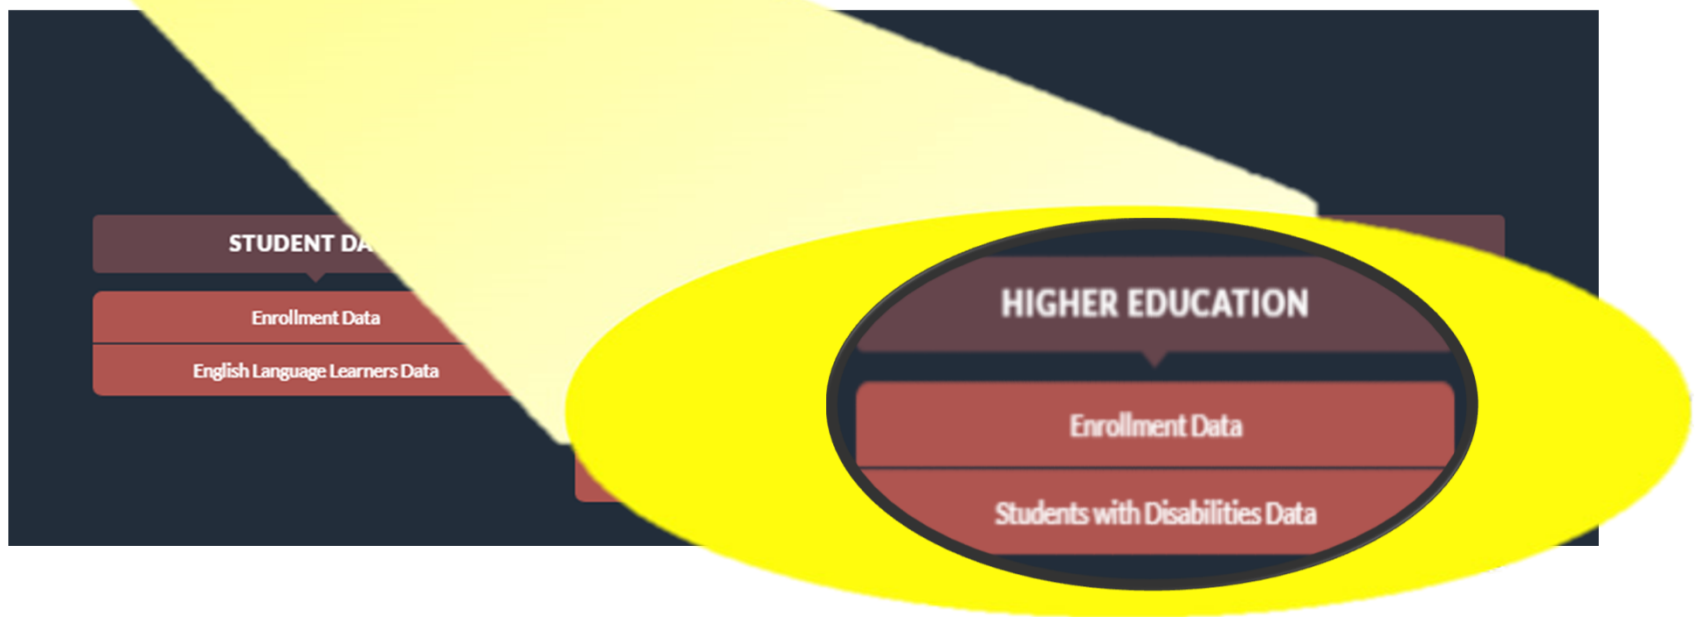 STUDENT DA
Enrollment Data
English Language Learners Data
HIGHER EDUCATION
Enrollment Data
Students with Disabilities Data